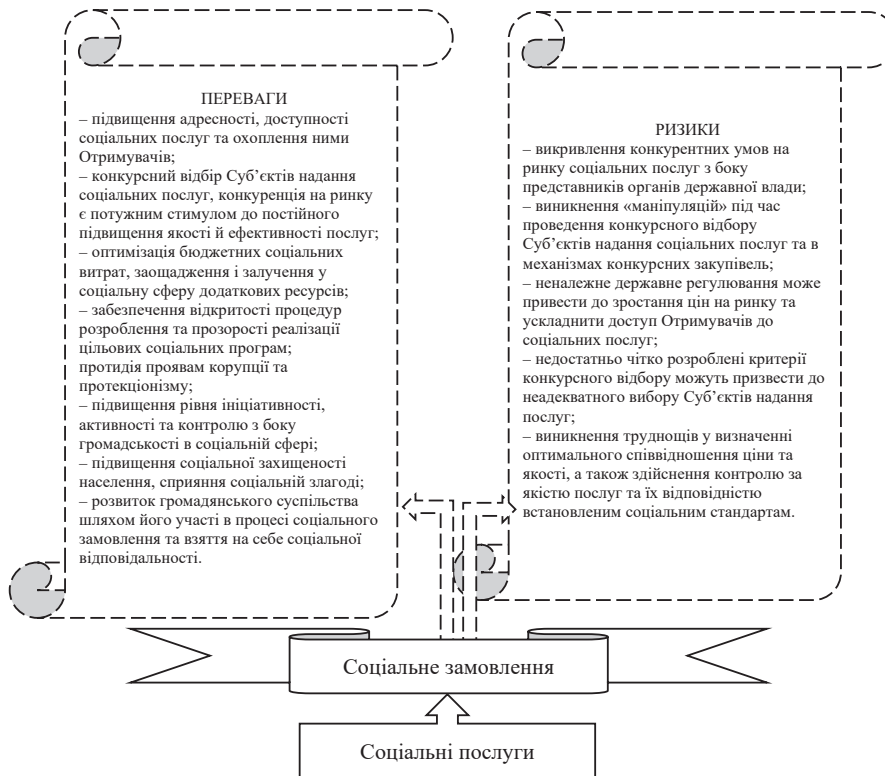 ПЕРЕВАГИ
– підвищення адресності, доступності
соціальних послуг та охоплення ними
Отримувачів;
– конкурсний відбір Суб’єктів надання
соціальних послуг, конкуренція на ринку
є потужним стимулом до постійного
підвищення якості й ефективності послуг;
– оптимізація бюджетних соціальних
витрат, заощадження і залучення у
соціальну сферу додаткових ресурсів;
– забезпечення відкритості процедур
розроблення та прозорості реалізації
цільових соціальних програм;
протидія проявам корупції та
протекціонізму;
– підвищення рівня ініціативності,
активності та контролю з боку
громадськості в соціальній сфері;
– підвищення соціальної захищеності
населення, сприяння соціальній злагоді;
– розвиток громадянського суспільства
шляхом його участі в процесі соціального
замовлення та взяття на себе соціальної
відповідальності.
РИЗИКИ
– викривлення конкурентних умов на
ринку соціальних послуг з боку
представників органів державної влади;
– виникнення «маніпуляцій» під час
проведення конкурсного відбору
Суб’єктів надання соціальних послуг та в
механізмах конкурсних закупівель;
– неналежне державне регулювання може
привести до зростання цін на ринку та
ускладнити доступ Отримувачів до
соціальних послуг;
– недостатньо чітко розроблені критерії
конкурсного відбору можуть призвести до
неадекватного вибору Суб’єктів надання
послуг;
– виникнення труднощів у визначенні
оптимального співвідношення ціни та
якості, а також здійснення контролю за
якістю послуг та їх відповідністю
встановленим соціальним стандартам.
Соціальне замовлення
Соціальні послуги